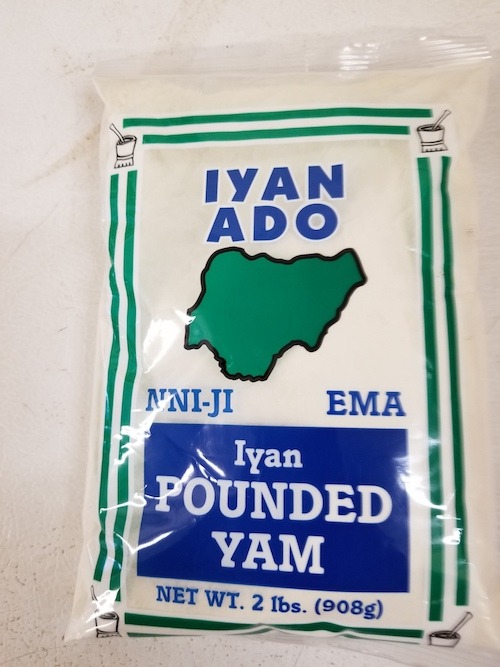 IYAN
ADO
NNI-JI EMA
Iyan
POUNDED
YAM
NET WT. 2 lbs. (908g)